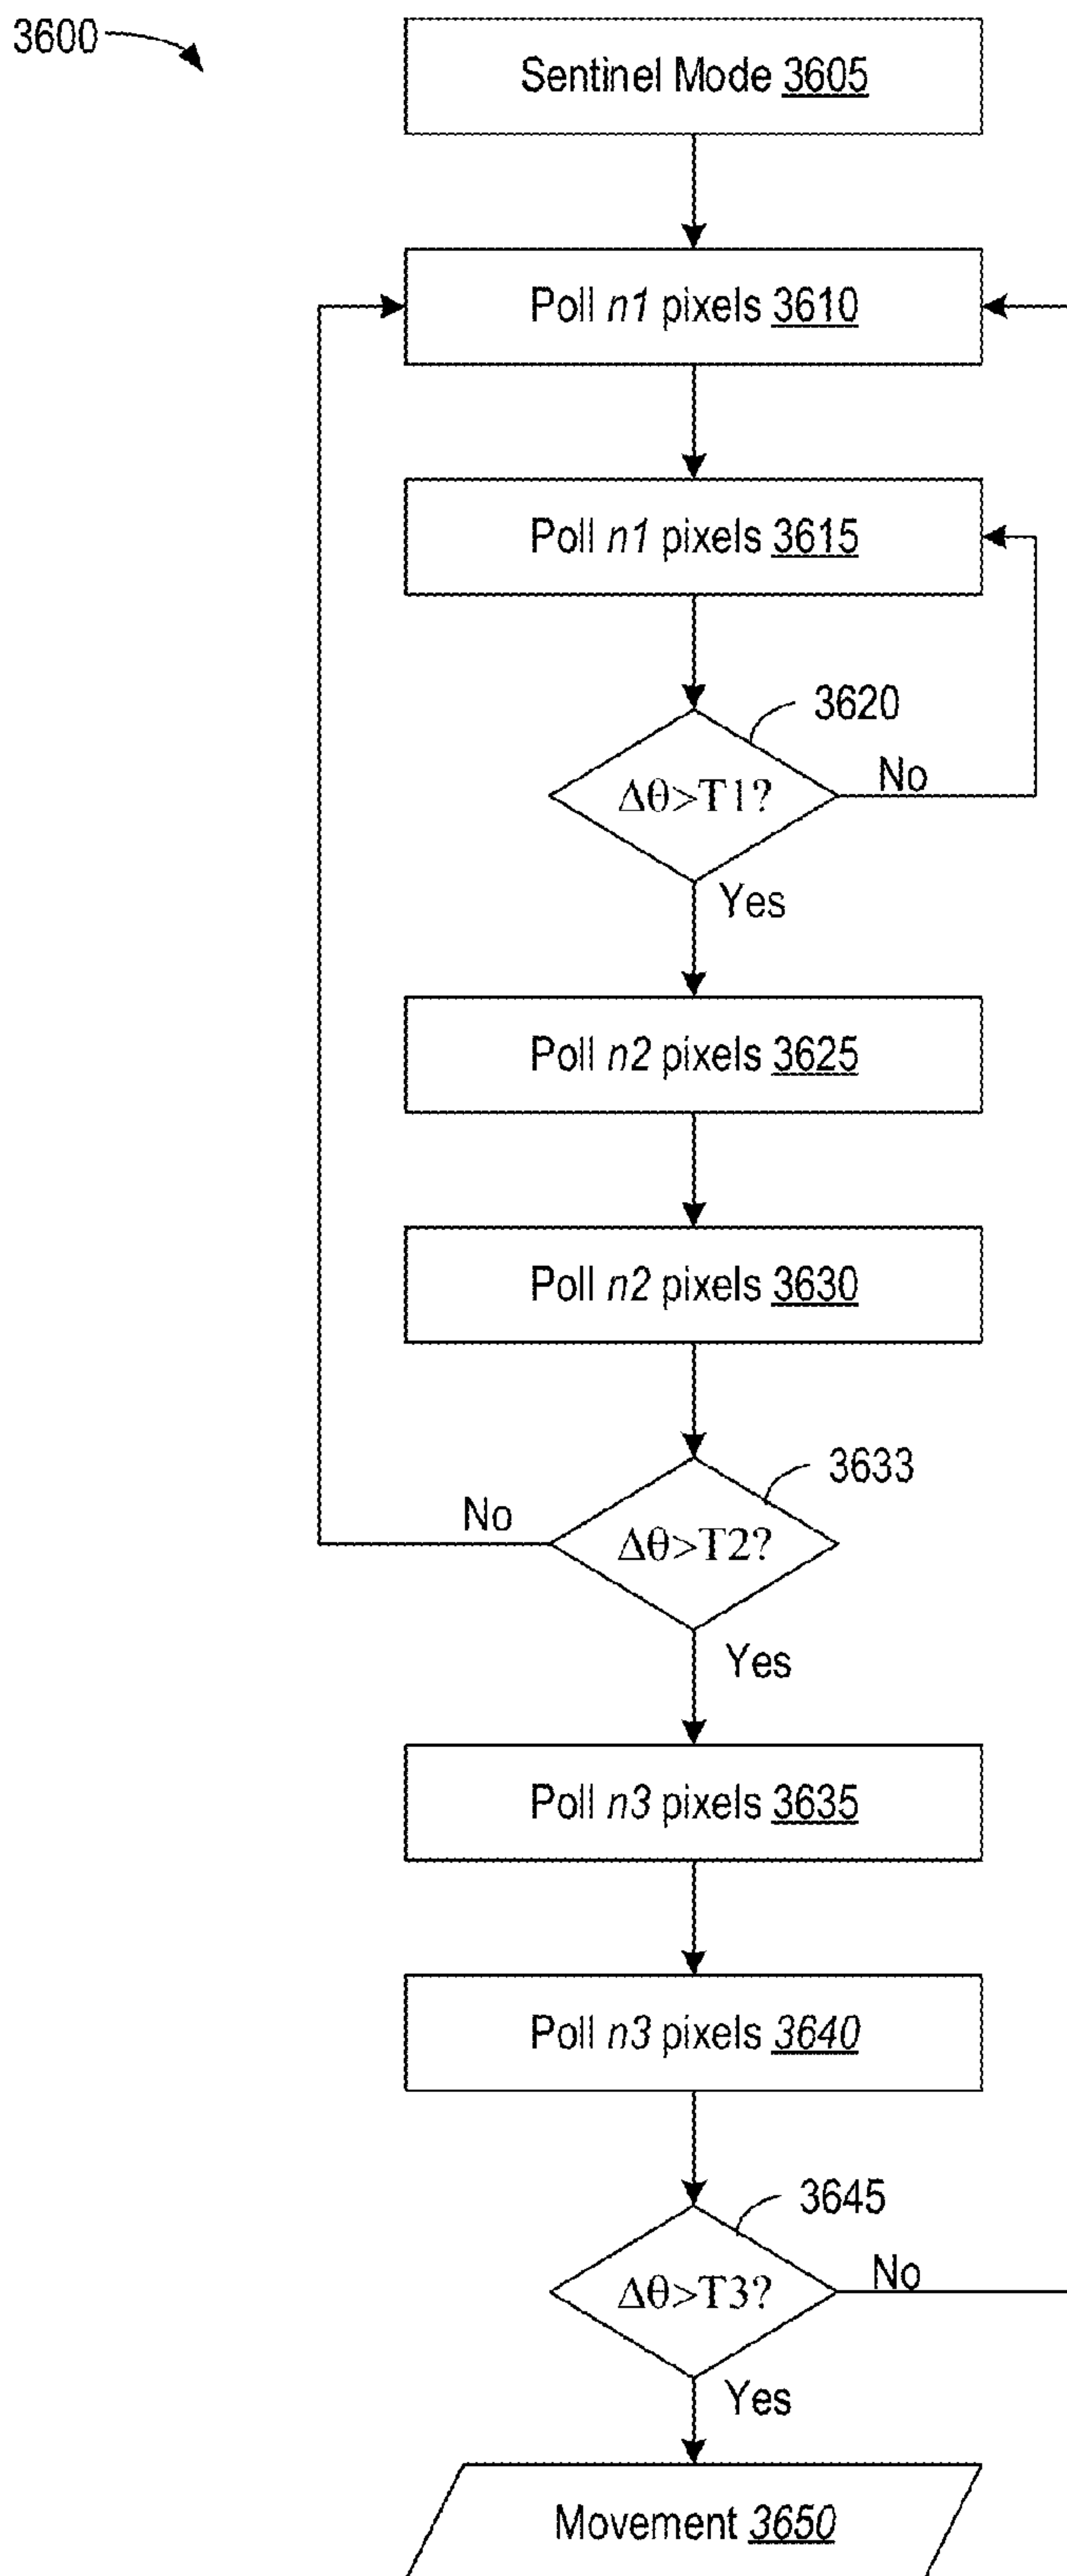 3600
Sentinel Mode 3605
Poll n1 pixels 3610
Poll n1 pixels 3615
3620
Δθ>T1?
No
Yes
Poll n2 pixels 3625
Poll n2 pixels 3630
3633
No
Δθ>T2?
Yes
Poll n3 pixels 3635
Poll n3 pixels 3640
3645
Δθ>T3?
No
Yes
Movement 3650